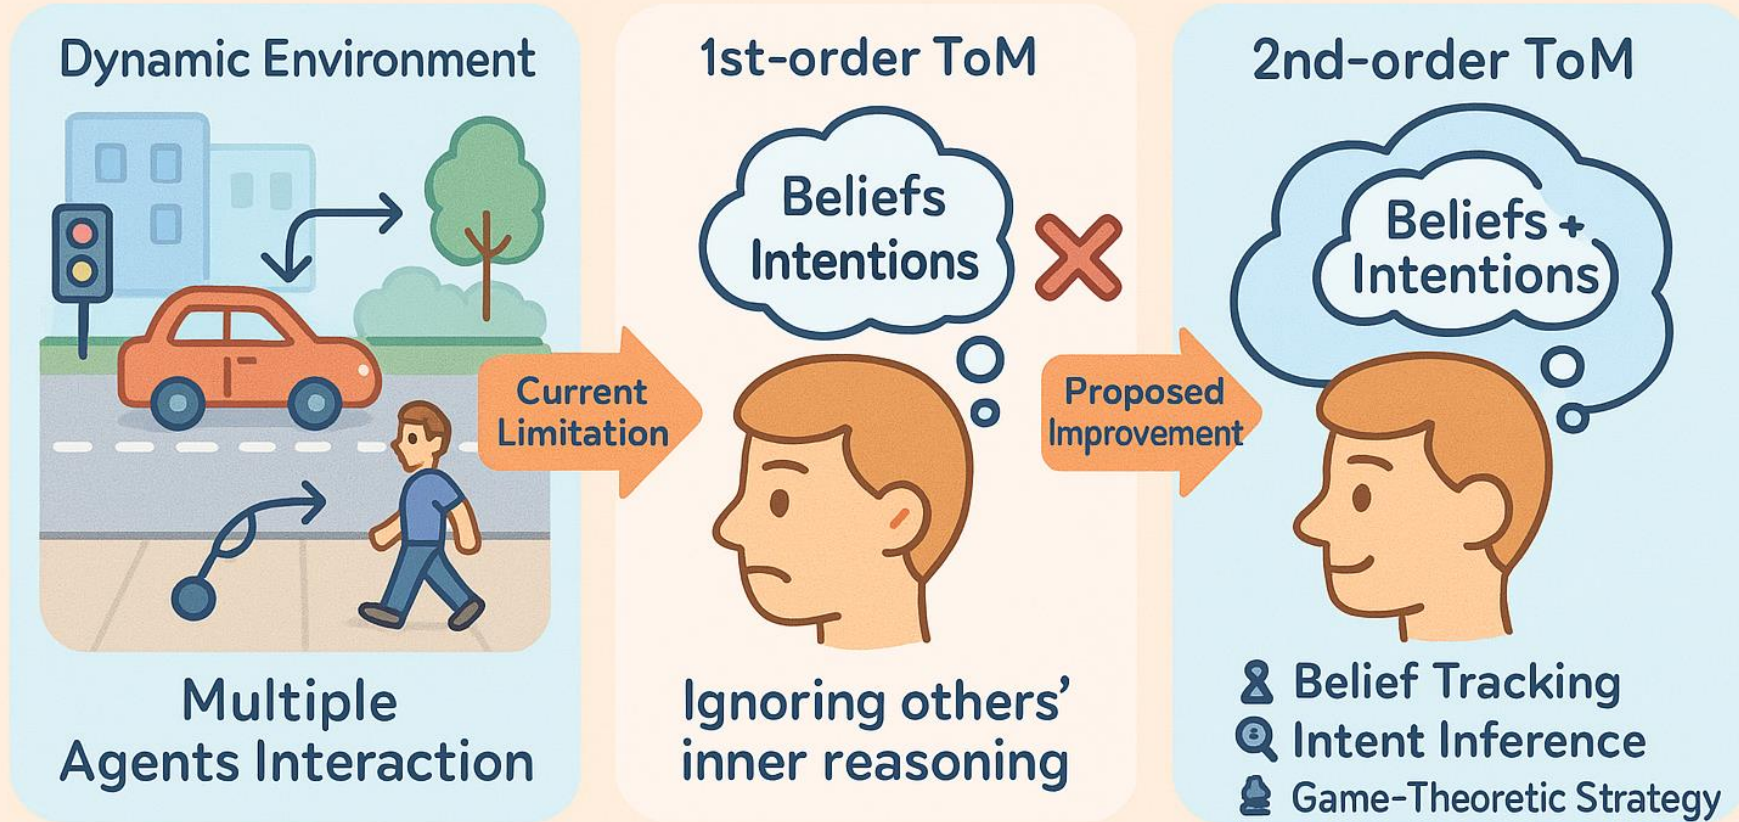 Dynamic Environment
Multiple
Agents Interaction
Current
Limitation
1st-order ToM
Beliefs
Intentions
Ignoring others’
inner reasoning
Proposed
Improvement
2nd-order ToM
Beliefs +
Intentions
Belief Tracking
Intent Inference
Game-Theoretic Strategy